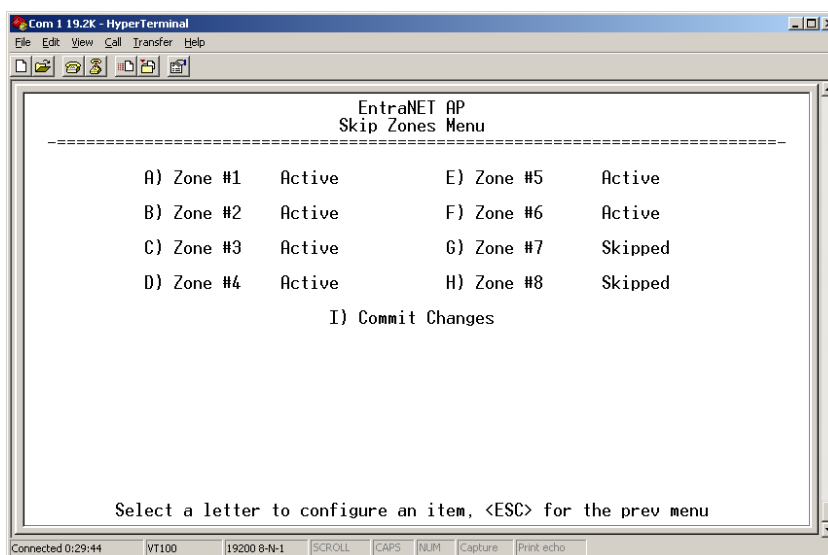 Com 1 19.2K - HyperTerminal
File Edit View Call Transfer Help
EntraNET AP
Skip Zones Menu
-==========================================================================-
A) Zone #1 Active E) Zone #5 Active
B) Zone #2 Active F) Zone #6 Active
C) Zone #3 Active G) Zone #7 Skipped
D) Zone #4 Active H) Zone #8 Skipped
I) Commit Changes
Select a letter to configure an item, <ESC> for the prev menu
Connected 0:29:44 VT100 19200 8-N-1 SCROLL CAPS NUM Capture Print echo